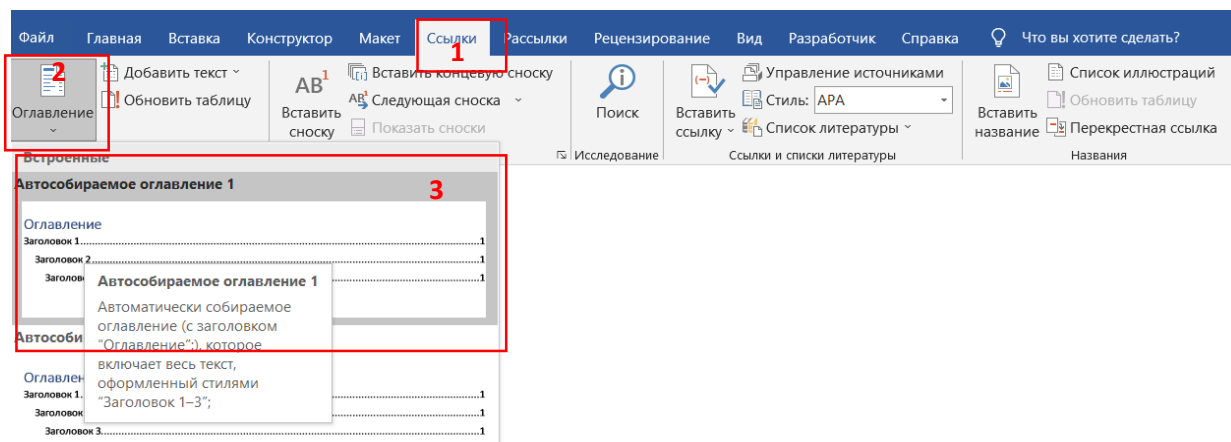 Файл Главная Вставка Конструктор Макет Ссылки Рассылки Рецензирование Вид Разработчик Справка Что вы хотите сделать?
1
2
Оглавление
Добавить текст
Обновить таблицу
AB1
Вставить
сноску
Вставить концевую сноску
Следующая сноска
Показать сноски
Поиск
Исследование
Вставить
ссылку
Управление источниками
Стиль: APA
Список литературы
Ссылки и списки литературы
Вставить
название
Список иллюстраций
Обновить таблицу
Перекрестная ссылка
Названия
Встроенные
Автособираемое оглавление 1
3
Оглавление
Заголовок 1....1
Заголовок 2....1
....1
Автособираемое оглавление 1
Автоматически собираемое
оглавление (с заголовком
"Оглавление";), которое
включает весь текст,
оформленный стилями
"Заголовок 1–3";
Автособи
Оглавлен
Заголовок 1....1
Заголовок....1
Заголовок 3....1